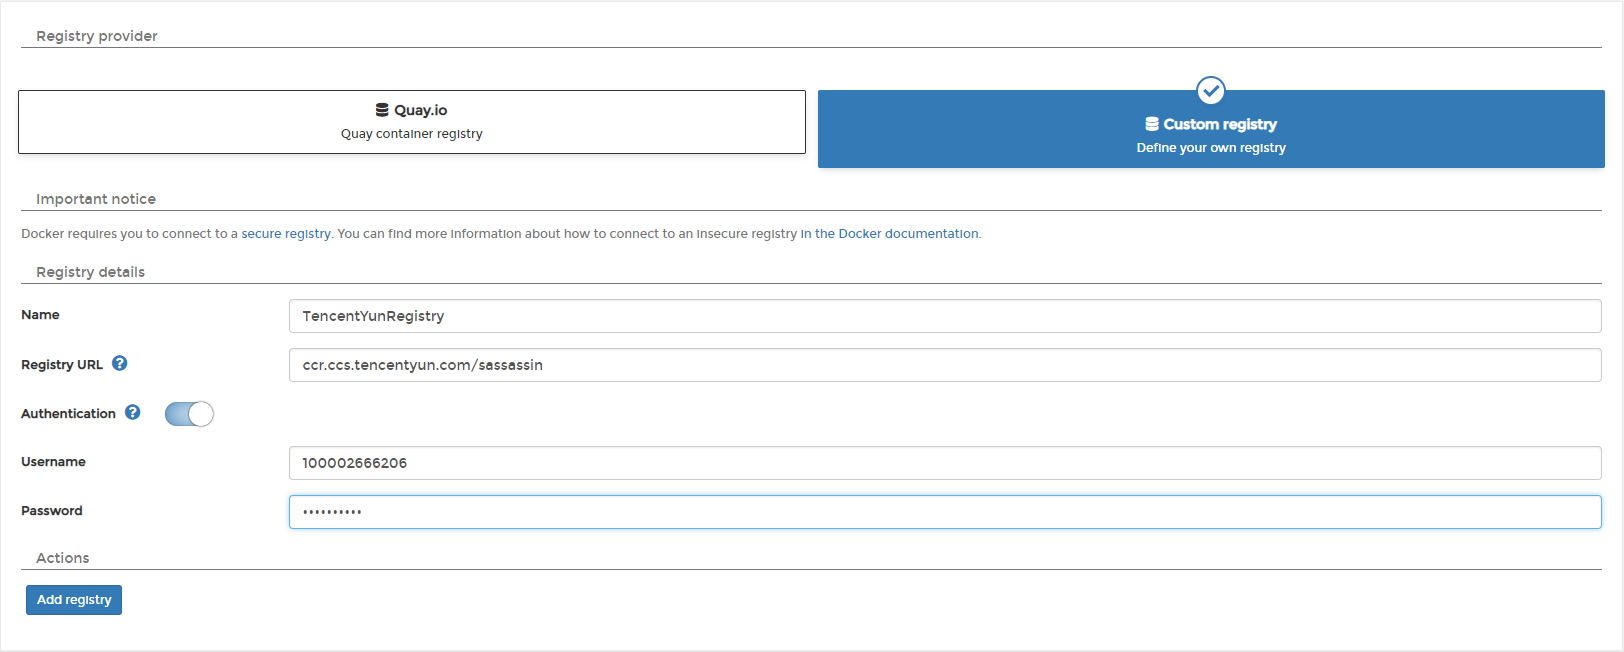 Registry provider
Quay.io
Quay container registry
Custom registry
Define your own registry
Important notice
Docker requires you to connect to a secure registry. You can find more information about how to connect to an insecure registry in the Docker documentation.
Registry details
Name TencentYunRegistry
Registry URL ? ccr.ccs.tencentyun.com/sassassin
Authentication ?
Username 100002666206
Password ••••••••••
Actions
Add registry